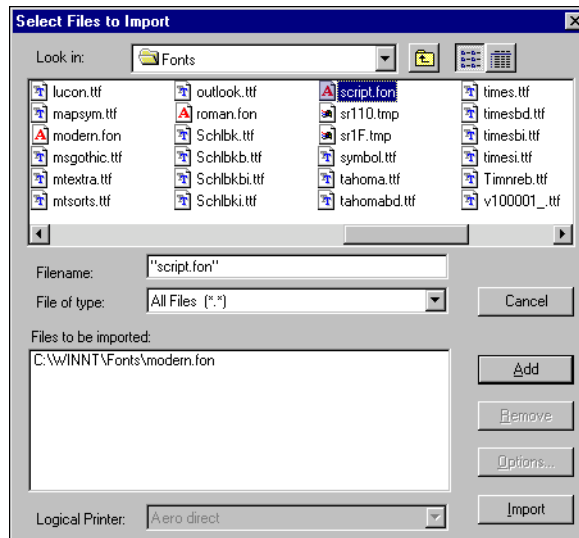 Select Files to Import
Look in: Fonts
lucon.ttf outlook.ttf script.fon times.ttf
mapsym.ttf roman.fon sr110.tmp timesbd.ttf
modern.fon Schlbk.ttf sr1F.tmp timesbi.ttf
msgothic.ttf Schlbkb.ttf symbol.ttf timesi.ttf
mtextra.ttf Schlbkbi.ttf tahoma.ttf Timnreb.ttf
mtsorts.ttf Schlbki.ttf tahomabd.ttf v100001_.ttf
Filename: "script.fon"
File of type: All Files (*.*) Cancel
Files to be imported:
C:\WINNT\Fonts\modern.fon
Add
Remove
Options...
Import
Logical Printer: Aero direct